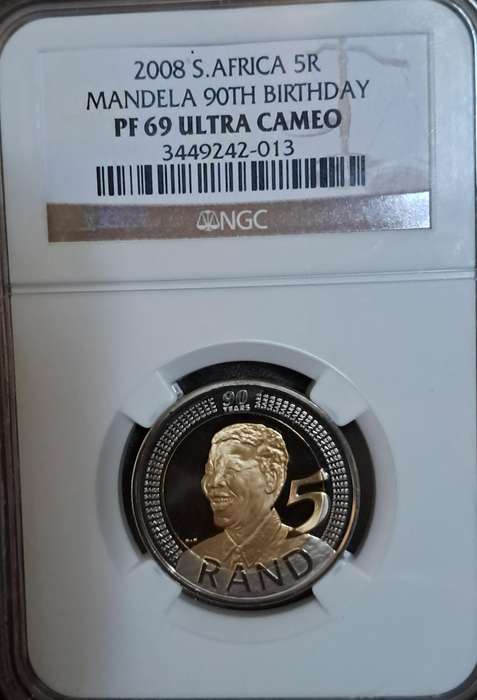 2008 S.AFRICA 5R
MANDELA 90TH BIRTHDAY
PF 69 ULTRA CAMEO
3449242-013
NGC
90
YEARS
5
RAND